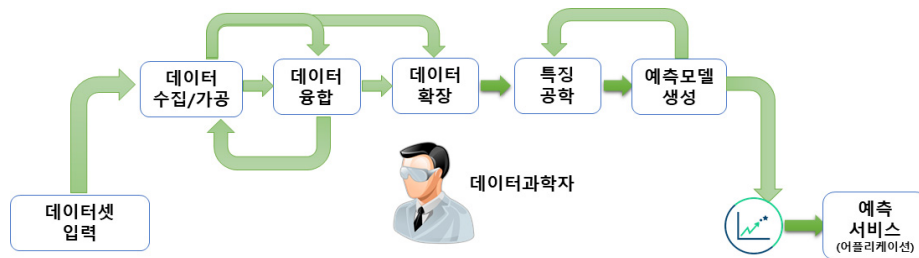 데이터
수집/가공
데이터
융합
데이터
확장
특징
공학
예측모델
생성
데이터과학자
데이터셋
입력
예측
서비스
(어플리케이션)